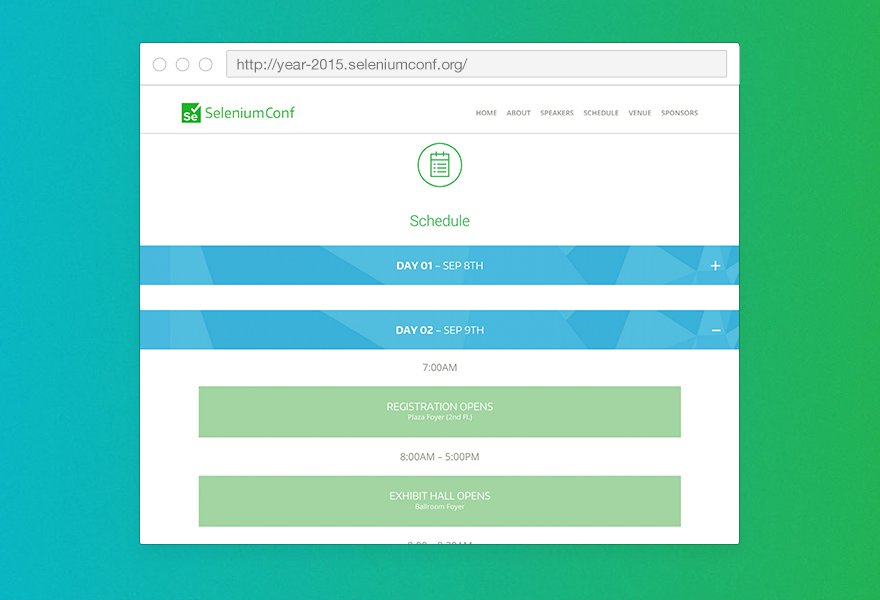 http://year-2015.seleniumconf.org/
Se SeleniumConf
HOME ABOUT SPEAKERS SCHEDULE VENUE SPONSORS
Schedule
DAY 01 – SEP 8TH +
DAY 02 – SEP 9TH –
7:00AM
REGISTRATION OPENS
Plaza Foyer (2nd Fl.)
8:00AM – 5:00PM
EXHIBIT HALL OPENS
Ballroom Foyer